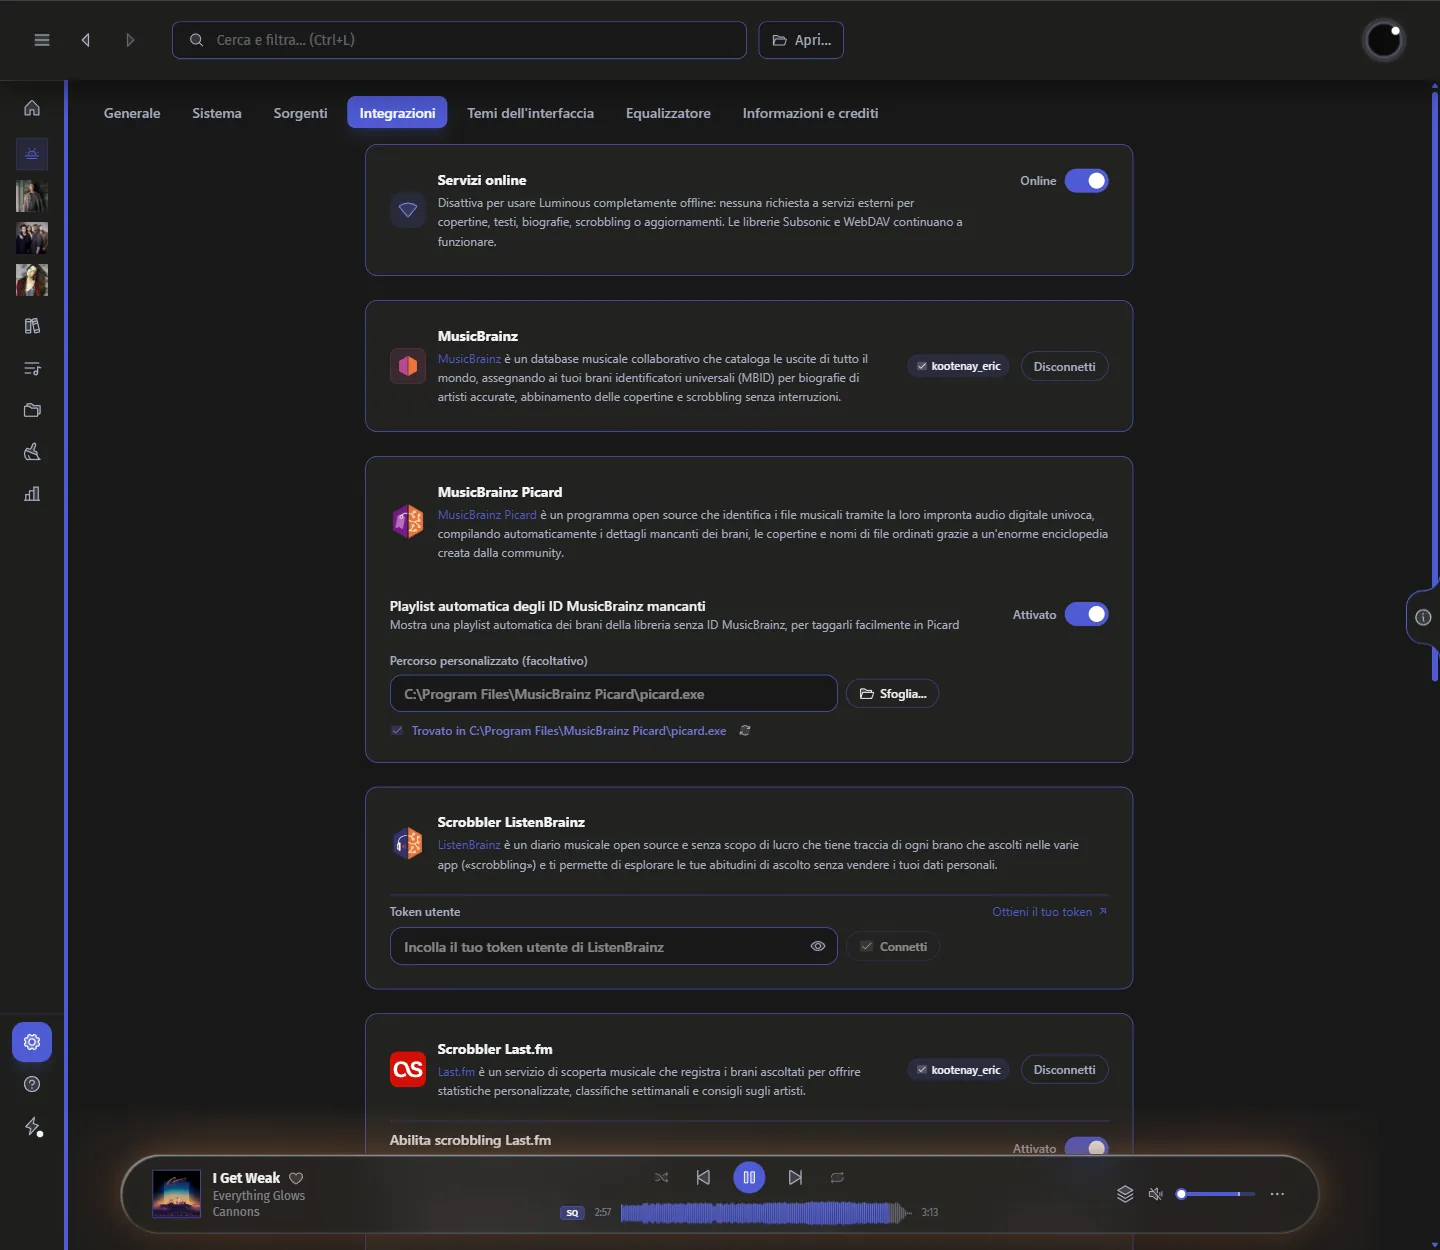 Cerca e filtra... (Ctrl+L)
Apri...
Generale
Sistema
Sorgenti
Integrazioni
Temi dell'interfaccia
Equalizzatore
Informazioni e crediti
Servizi online
Disattiva per usare Luminous completamente offline: nessuna richiesta a servizi esterni per
copertine, testi, biografie, scrobbling o aggiornamenti. Le librerie Subsonic e WebDAV continuano a
funzionare.
Online
MusicBrainz
MusicBrainz è un database musicale collaborativo che cataloga le uscite di tutto il
mondo, assegnando ai tuoi brani identificatori universali (MBID) per biografie di
artisti accurate, abbinamento delle copertine e scrobbling senza interruzioni.
kootenay_eric
Disconnetti
MusicBrainz Picard
MusicBrainz Picard è un programma open source che identifica i file musicali tramite la loro impronta audio digitale univoca,
compilando automaticamente i dettagli mancanti dei brani, le copertine e nomi di file ordinati grazie a un'enorme enciclopedia
creata dalla community.
Playlist automatica degli ID MusicBrainz mancanti
Mostra una playlist automatica dei brani della libreria senza ID MusicBrainz, per taggarli facilmente in Picard
Attivato
Percorso personalizzato (facoltativo)
C:\Program Files\MusicBrainz Picard\picard.exe
Sfoglia...
Trovato in C:\Program Files\MusicBrainz Picard\picard.exe
Scrobbler ListenBrainz
ListenBrainz è un diario musicale open source e senza scopo di lucro che tiene traccia di ogni brano che ascolti nelle varie
app («scrobbling») e ti permette di esplorare le tue abitudini di ascolto senza vendere i tuoi dati personali.
Token utente
Ottieni il tuo token
Incolla il tuo token utente di ListenBrainz
Connetti
Scrobbler Last.fm
Last.fm è un servizio di scoperta musicale che registra i brani ascoltati per offrire
statistiche personalizzate, classifiche settimanali e consigli sugli artisti.
kootenay_eric
Disconnetti
Abilita scrobbling Last.fm
Attivato
I Get Weak
Everything Glows
Cannons
SQ
2:57
3:13